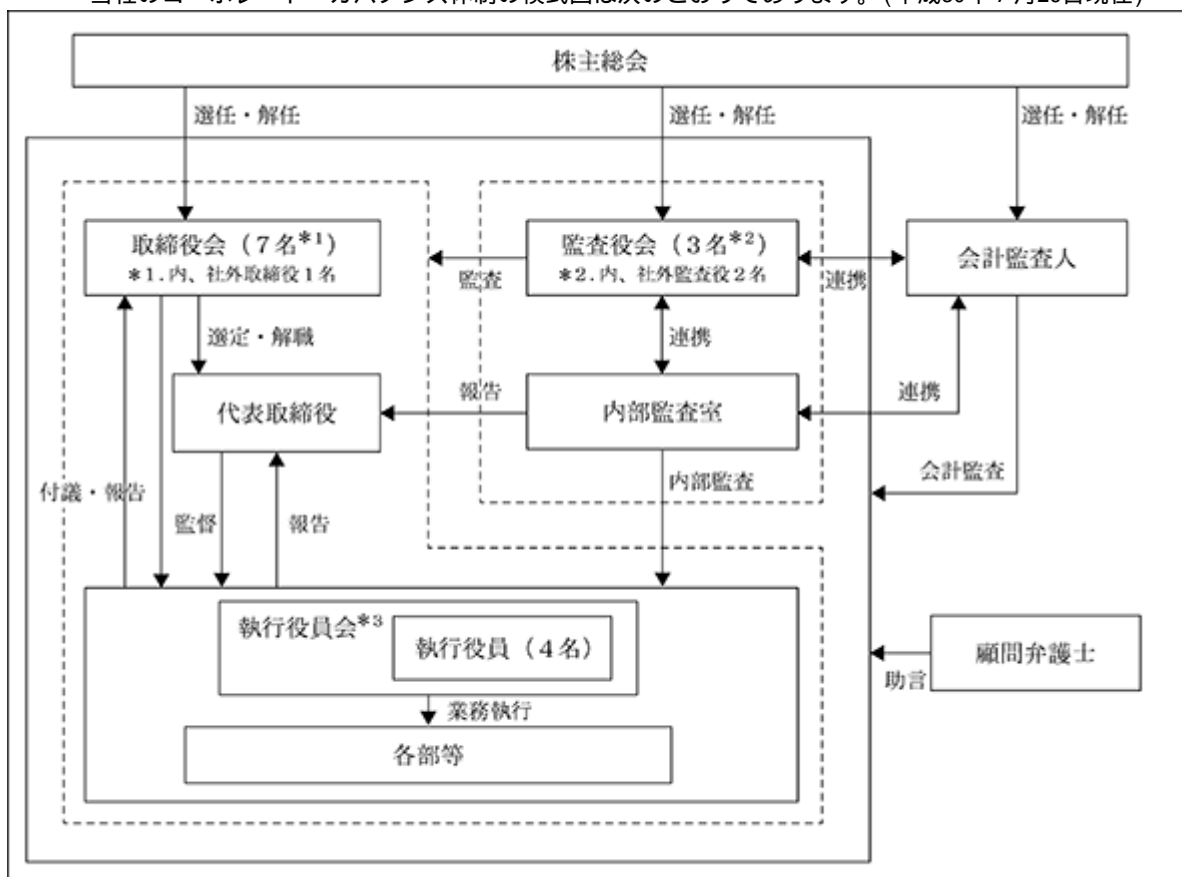 株主総会
選任・解任
選任・解任
選任・解任
取締役会（７名*1）
*1.内、社外取締役１名
監査役会（３名*2）
*2.内、社外監査役２名
会計監査人
監査
連携
選定・解職
連携
代表取締役
報告
内部監査室
連携
付議・報告
監督
報告
内部監査
会計監査
執行役員会*3
執行役員（４名）
業務執行
各部等
顧問弁護士
助言